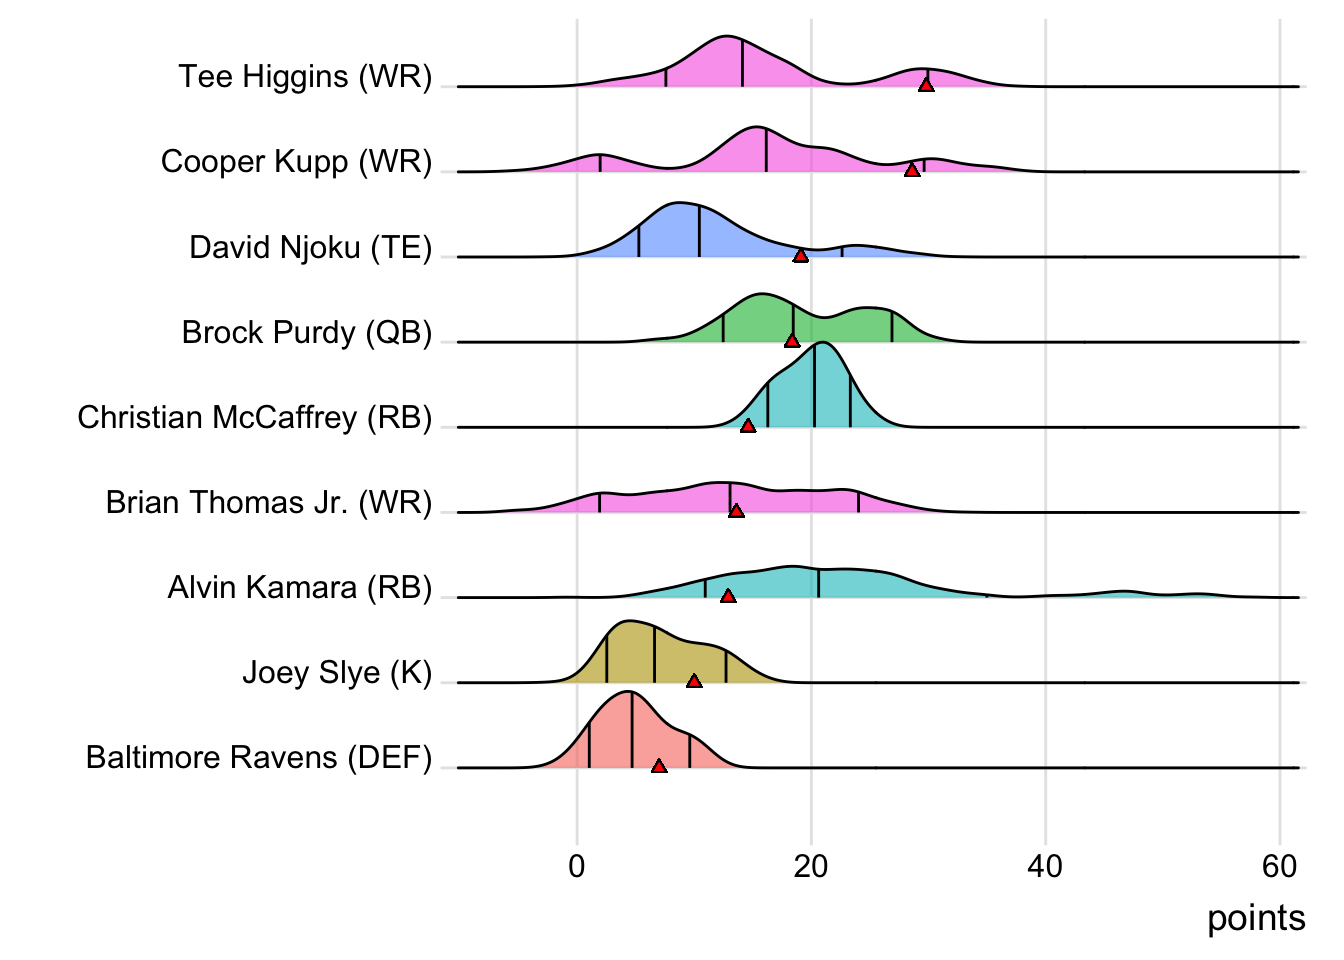 Tee Higgins (WR)
Cooper Kupp (WR)
David Njoku (TE)
Brock Purdy (QB)
Christian McCaffrey (RB)
Brian Thomas Jr. (WR)
Alvin Kamara (RB)
Joey Slye (K)
Baltimore Ravens (DEF)
0 20 40 60
points